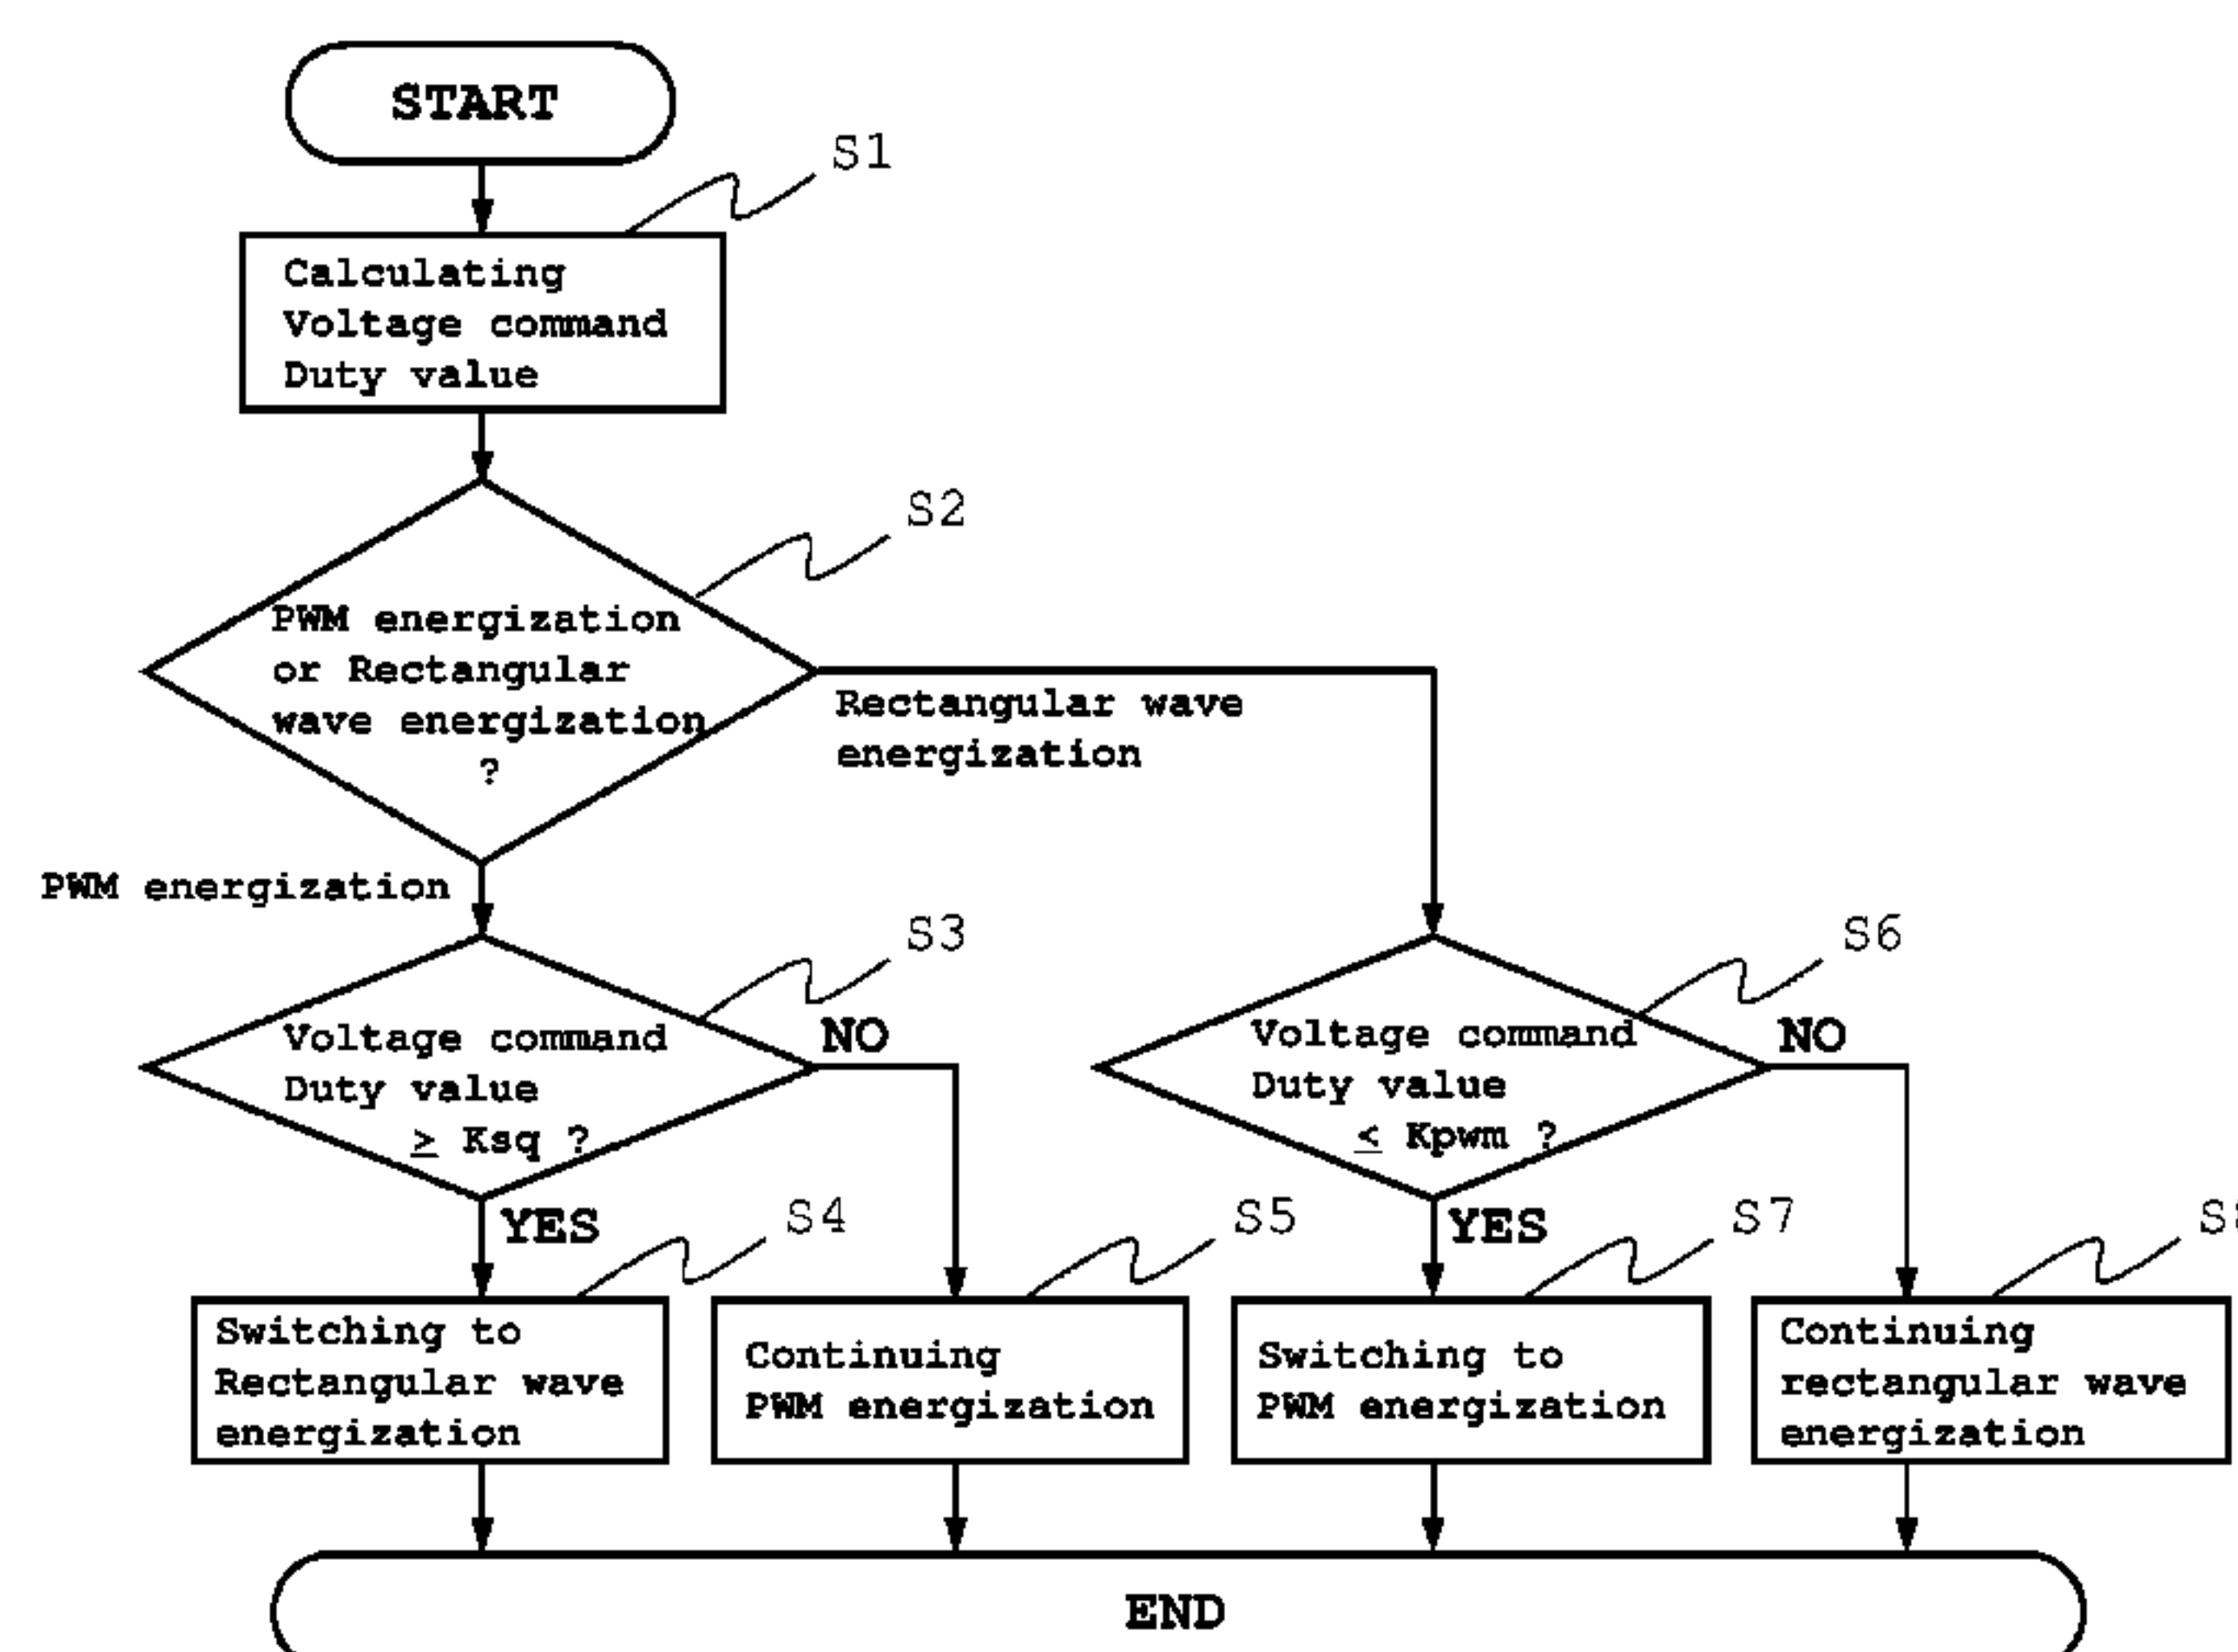 START
S1
Calculating
Voltage command
Duty value
S2
PWM energization
or Rectangular
wave energization
?
Rectangular wave
energization
PWM energization
S3
Voltage command
Duty value
≥ Ksq ?
NO
YES
S6
Voltage command
Duty value
≤ Kpwm ?
NO
YES
S4
Switching to
Rectangular wave
energization
S5
Continuing
PWM energization
S7
Switching to
PWM energization
Continuing
rectangular wave
energization
END